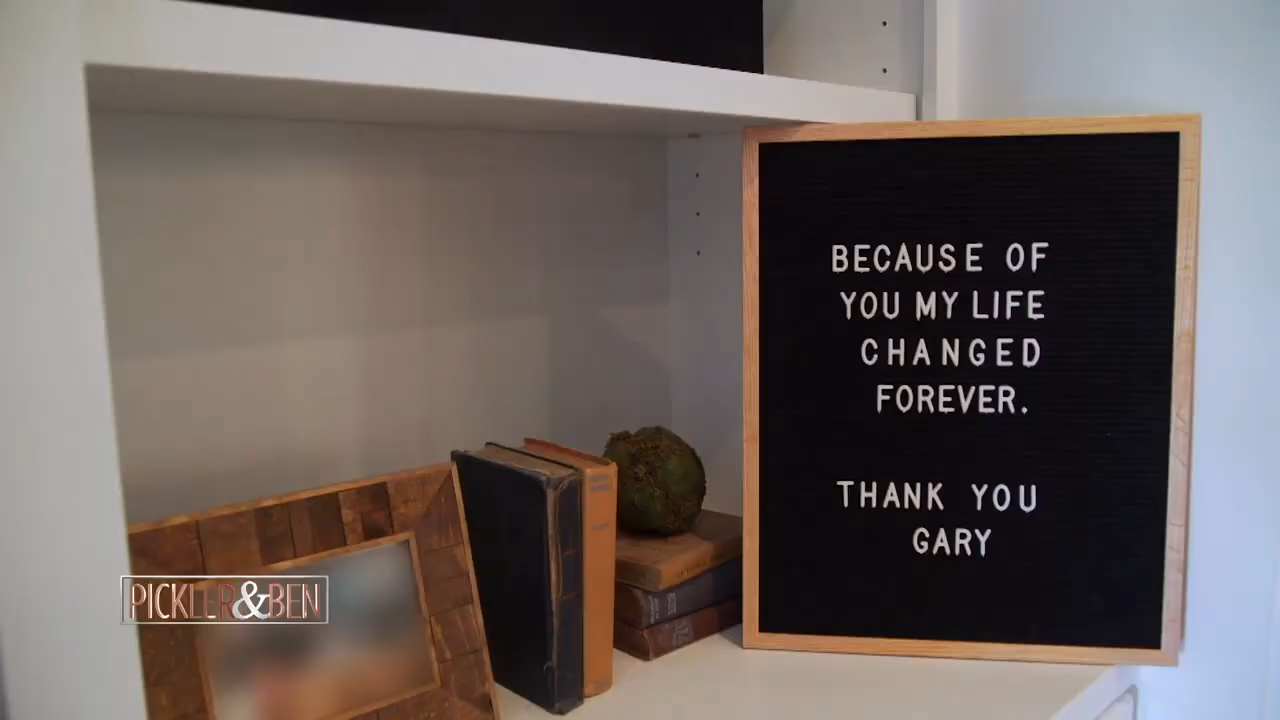 BECAUSE OF
YOU MY LIFE
CHANGED
FOREVER.
THANK YOU
GARY
PICKLER&BEN